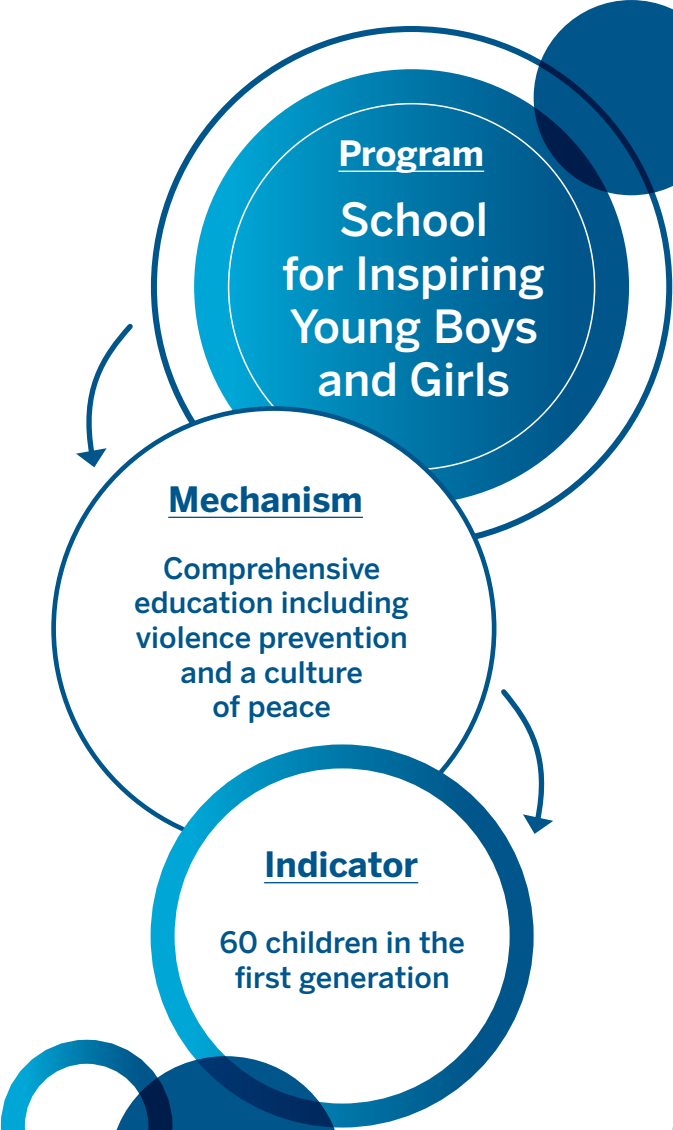 Program
School
for Inspiring
Young Boys
and Girls
Mechanism
Comprehensive
education including
violence prevention
and a culture
of peace
Indicator
60 children in the
first generation